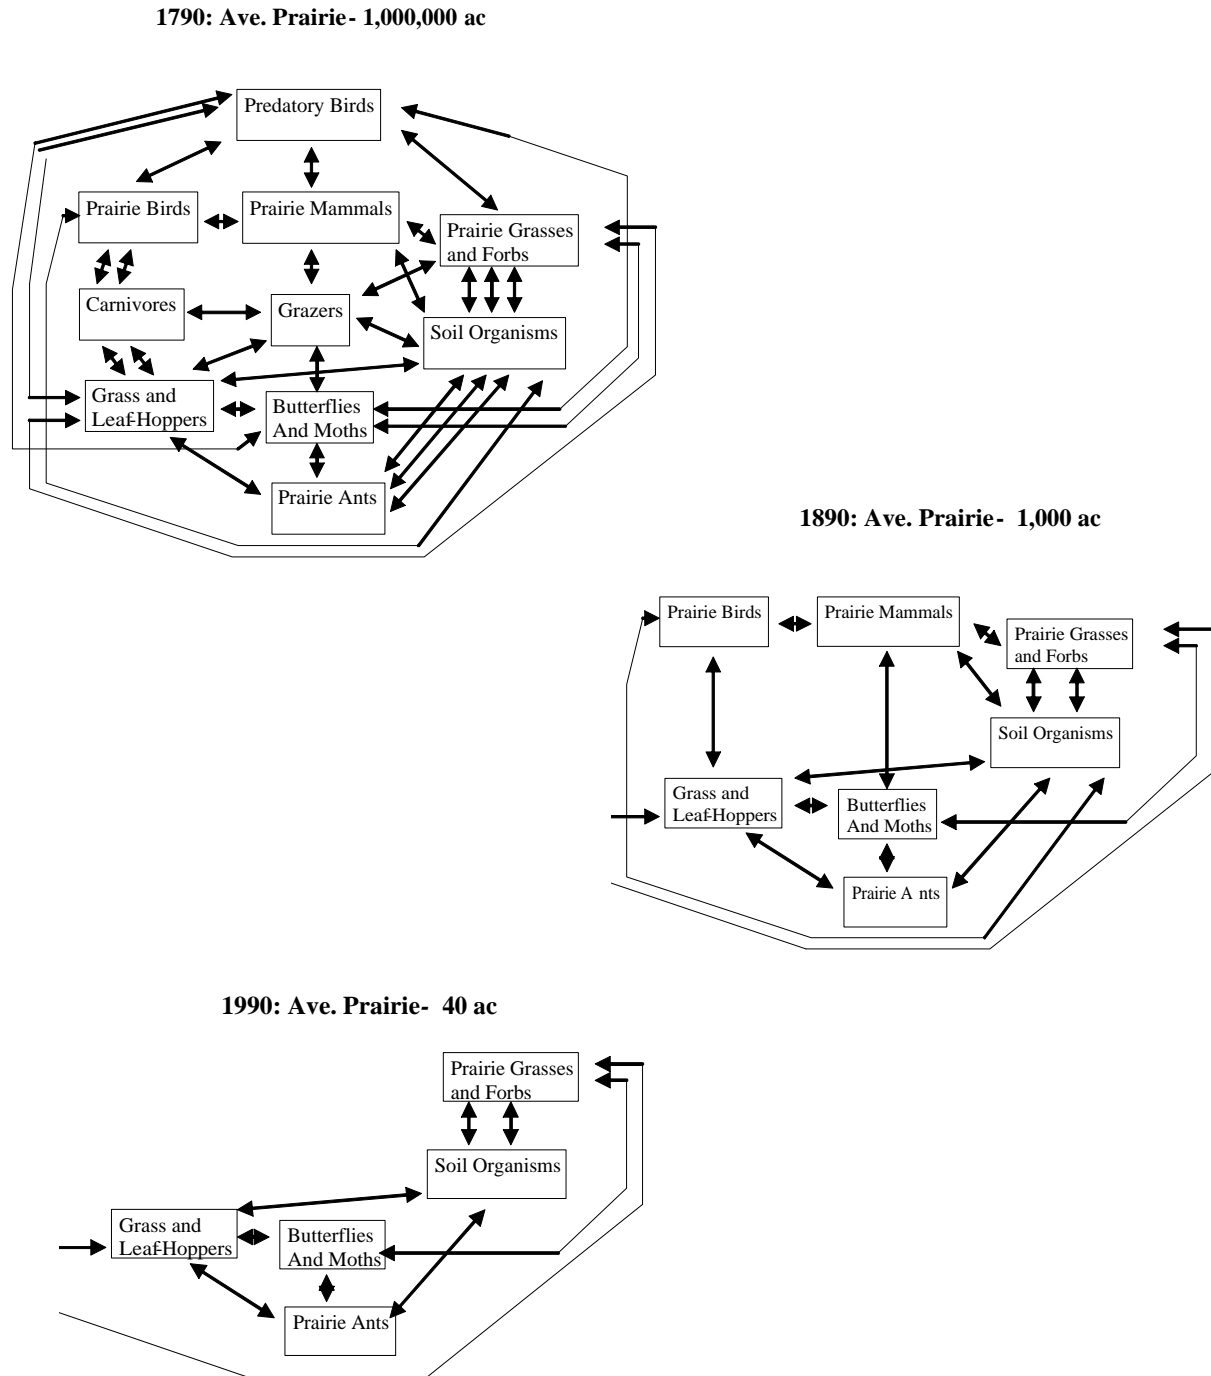 1790: Ave. Prairie- 1,000,000 ac
Predatory Birds
Prairie Birds
Prairie Mammals
Prairie Grasses
and Forbs
Carnivores
Grazers
Soil Organisms
Grass and
Leaf-Hoppers
Butterflies
And Moths
Prairie Ants
1890: Ave. Prairie- 1,000 ac
Prairie Birds
Prairie Mammals
Prairie Grasses
and Forbs
Soil Organisms
Grass and
Leaf-Hoppers
Butterflies
And Moths
Prairie A nts
1990: Ave. Prairie- 40 ac
Prairie Grasses
and Forbs
Soil Organisms
Grass and
Leaf-Hoppers
Butterflies
And Moths
Prairie Ants